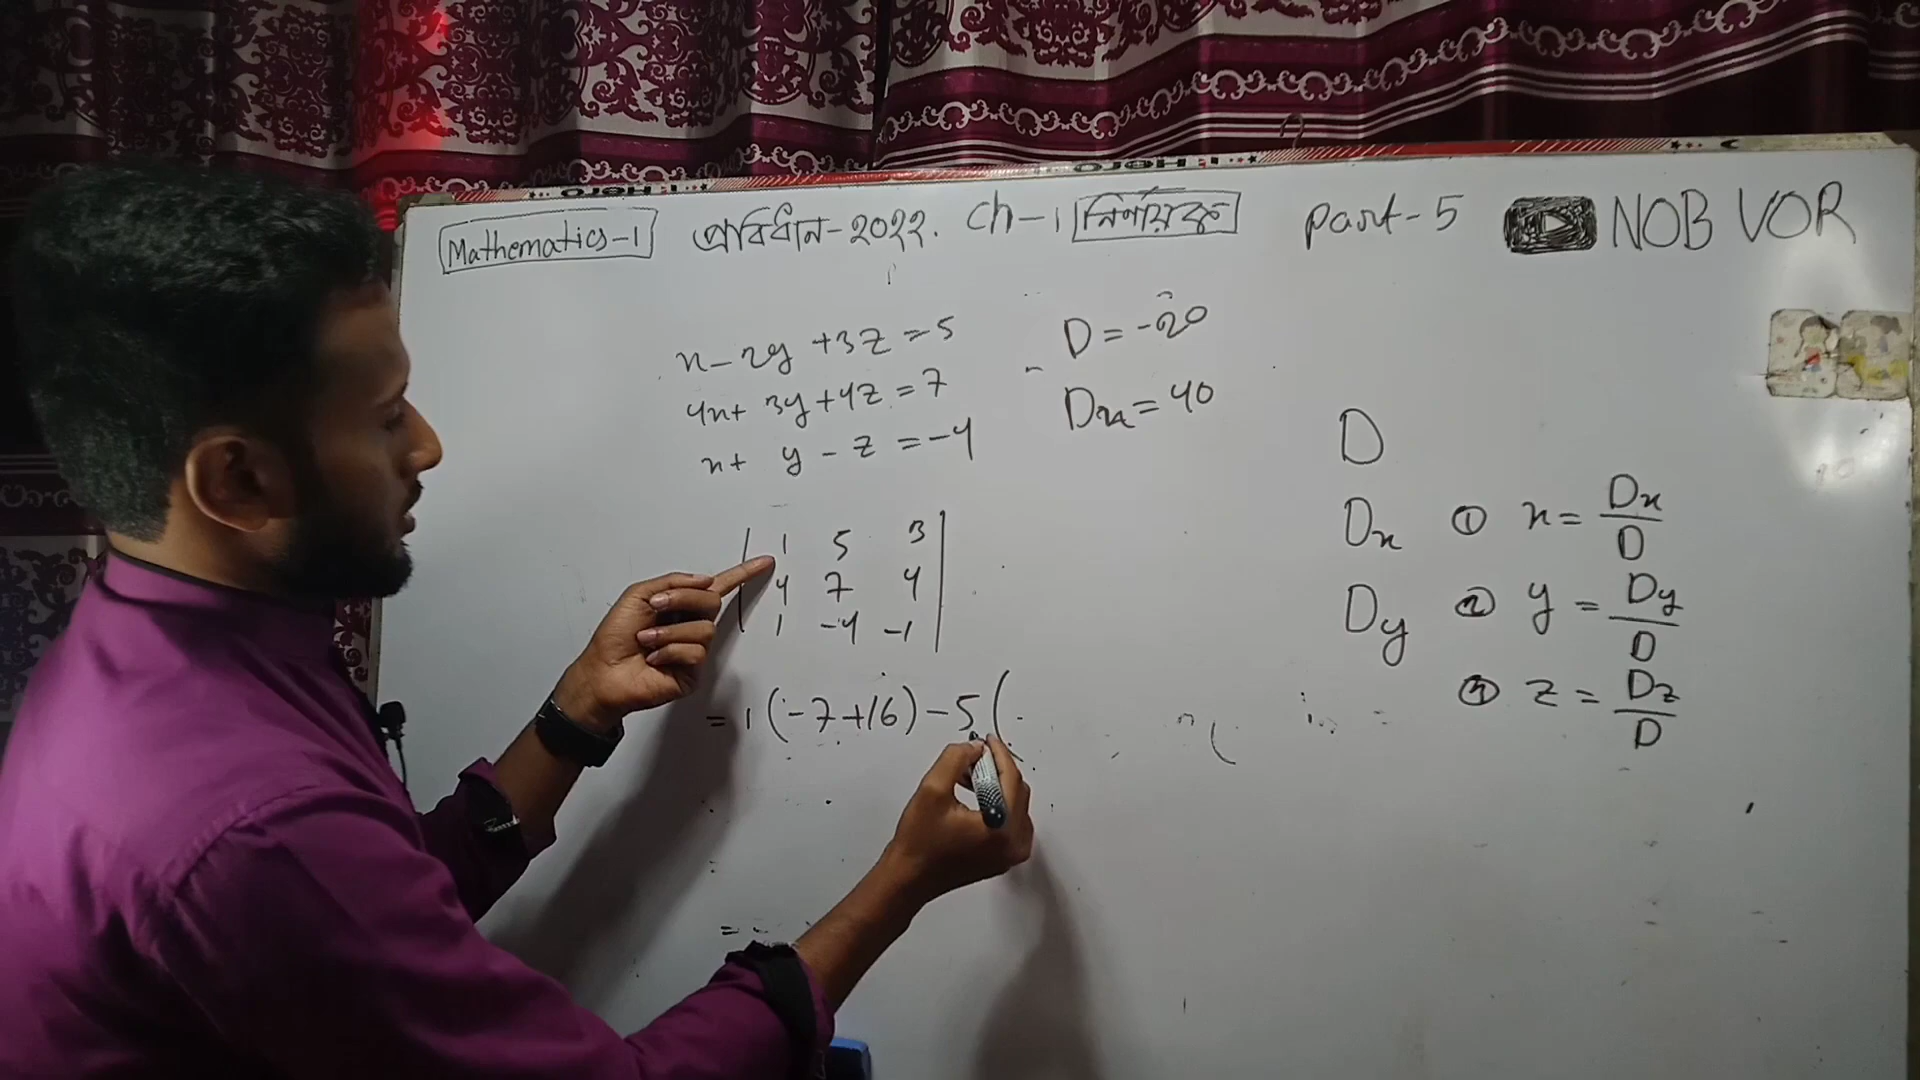 Mathematics-1 প্রবিধান-২০২২. Ch-1 নির্ণায়ক Part-5 NOB VOR
x-2y+3z=5
4x+3y+4z=7
x+y-z=-4
D=-20
Dx=40
1 5 3
4 7 4
1 -4 -1
=1(-7+16)-5(
D
Dx ① x=Dx/D
Dy ② y=Dy/D
③ z=Dz/D